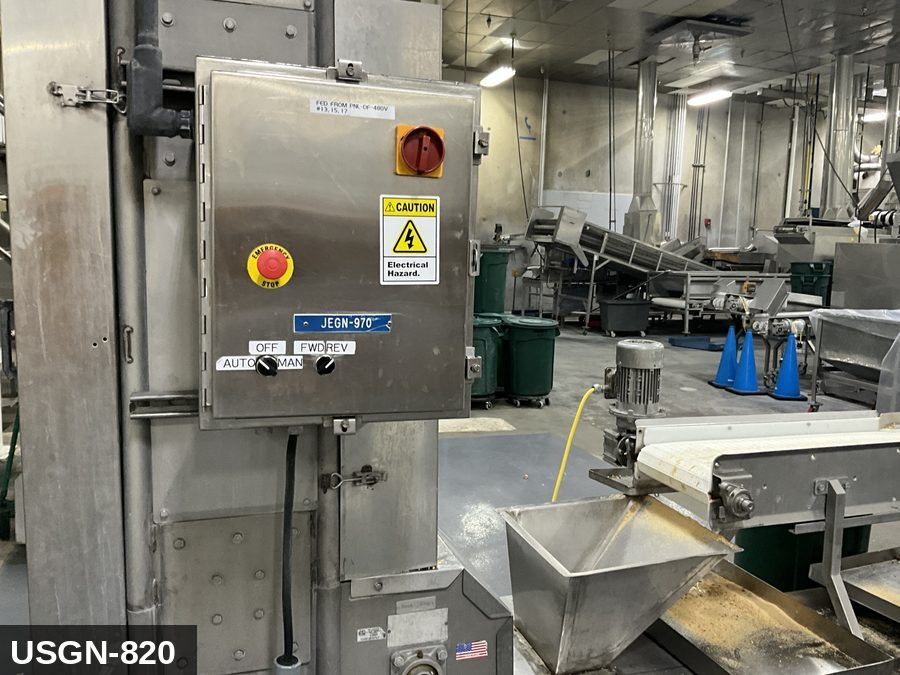 FED FROM PNL-DF-480V
#13,15,17
CAUTION
Electrical
Hazard.
EMERGENCY
STOP
JEGN-970
OFF
FWD REV
AUTO MAN
USGN-820